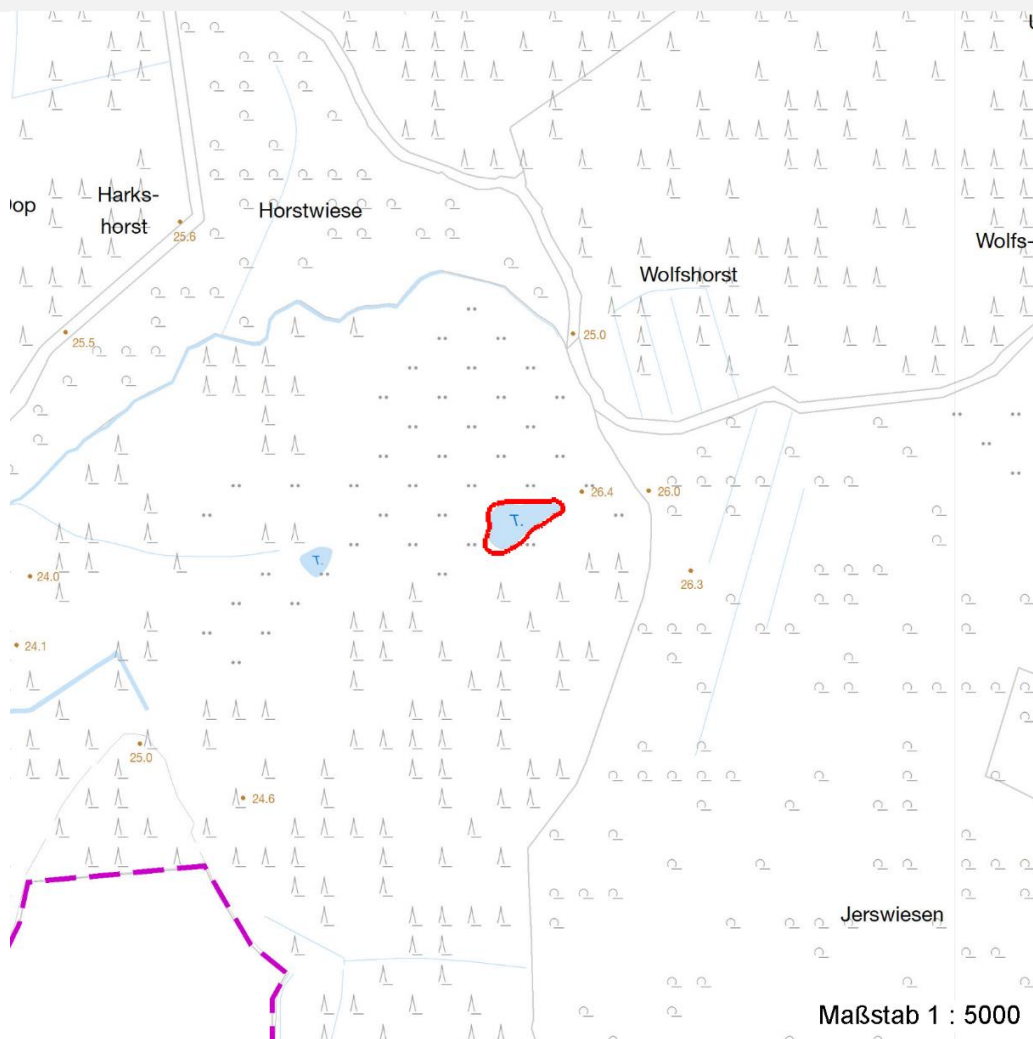 Harks-
horst
25.6
Horstwiese
Wolfshorst
Wolfs-
25.5
25.0
26.4
26.0
T.
T.
26.3
24.0
24.1
25.0
24.6
Jerswiesen
Maßstab 1 : 5000